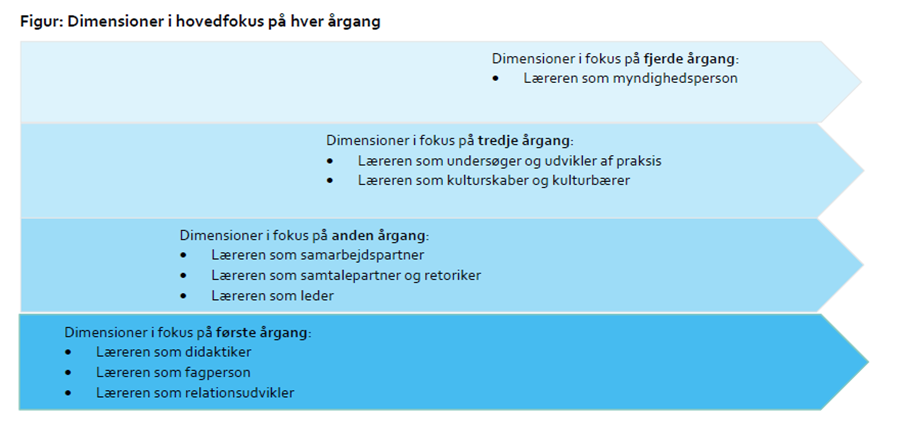 Figur: Dimensioner i hovedfokus på hver årgang
Dimensioner i fokus på fjerde årgang:
• Læreren som myndighedsperson
Dimensioner i fokus på tredje årgang:
• Læreren som undersøger og udvikler af praksis
• Læreren som kulturskaber og kulturbærer
Dimensioner i fokus på anden årgang:
• Læreren som samarbejdspartner
• Læreren som samtalepartner og retoriker
• Læreren som leder
Dimensioner i fokus på første årgang:
• Læreren som didaktiker
• Læreren som fagperson
• Læreren som relationsudvikler